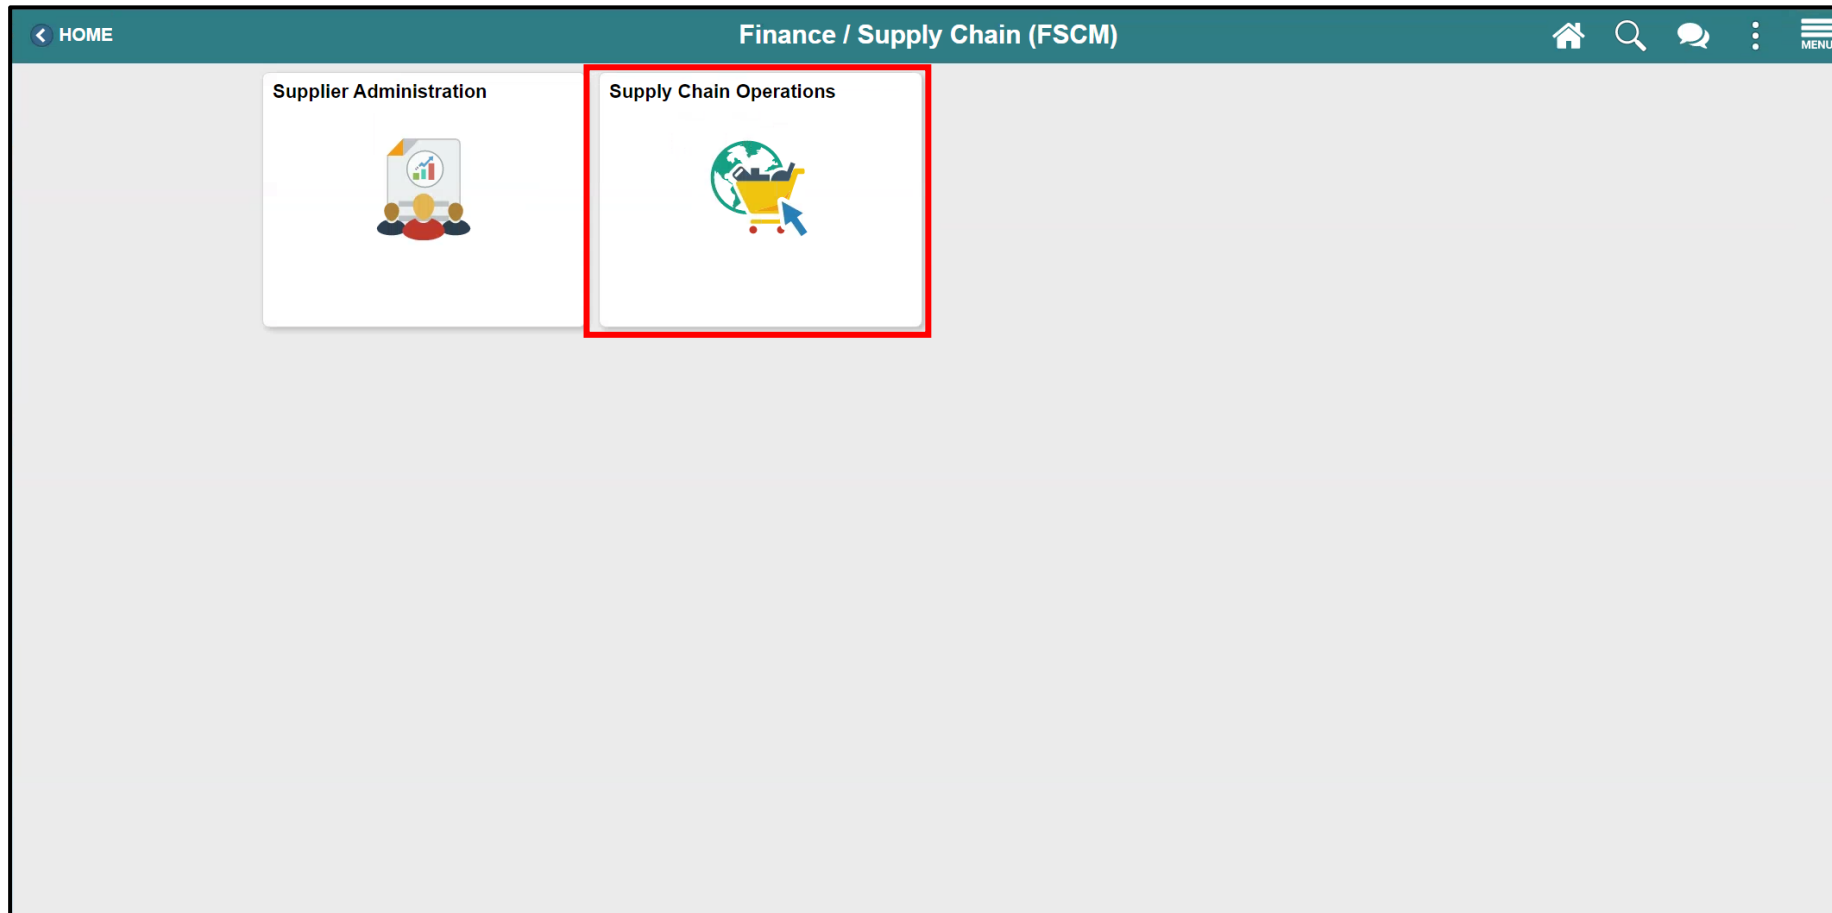 HOME
Finance / Supply Chain (FSCM)
MENU
Supplier Administration
Supply Chain Operations